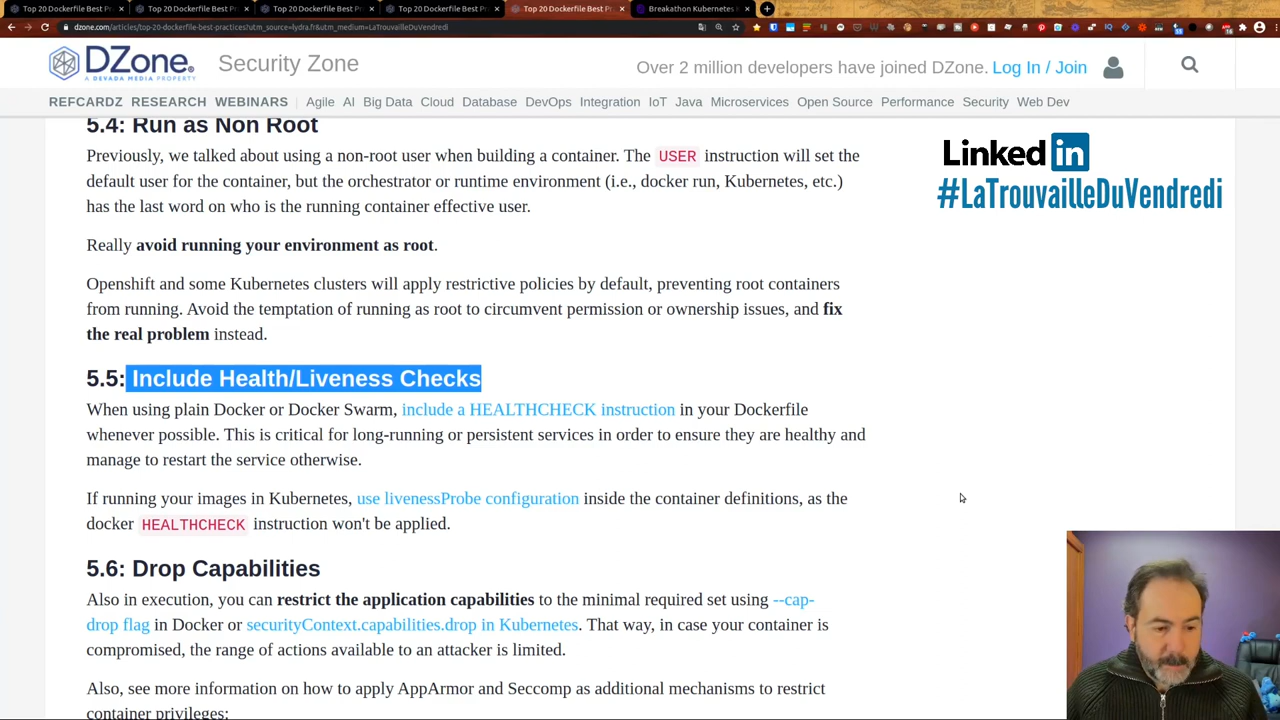 Top 20 Dockerfile Best P
Top 20 Dockerfile Best Pr
Top 20 Dockerfile Best Pr
Top 20 Dockerfile Best Pr
Top 20 Dockerfile Best Pr
Breakathon Kubernetes
dzone.com/articles/top-20-dockerfile-best-practices?utm_source=lydra.fr&utm_medium=LaTrouvailleDuVendredi
DZone.
A DEVADA MEDIA PROPERTY
Security Zone
Over 2 million developers have joined DZone. Log In / Join
REFCARDZ RESEARCH WEBINARS Agile AI Big Data Cloud Database DevOps Integration IoT Java Microservices Open Source Performance Security Web Dev
5.4: Run as Non Root
Previously, we talked about using a non-root user when building a container. The USER instruction will set the
default user for the container, but the orchestrator or runtime environment (i.e., docker run, Kubernetes, etc.)
has the last word on who is the running container effective user.
Really avoid running your environment as root.
Openshift and some Kubernetes clusters will apply restrictive policies by default, preventing root containers
from running. Avoid the temptation of running as root to circumvent permission or ownership issues, and fix
the real problem instead.
5.5: Include Health/Liveness Checks
When using plain Docker or Docker Swarm, include a HEALTHCHECK instruction in your Dockerfile
whenever possible. This is critical for long-running or persistent services in order to ensure they are healthy and
manage to restart the service otherwise.
If running your images in Kubernetes, use livenessProbe configuration inside the container definitions, as the
docker HEALTHCHECK instruction won't be applied.
5.6: Drop Capabilities
Also in execution, you can restrict the application capabilities to the minimal required set using --cap-
drop flag in Docker or securityContext.capabilities.drop in Kubernetes. That way, in case your container is
compromised, the range of actions available to an attacker is limited.
Also, see more information on how to apply AppArmor and Seccomp as additional mechanisms to restrict
container privileges:
Linked in
#LaTrouvailleDuVendredi